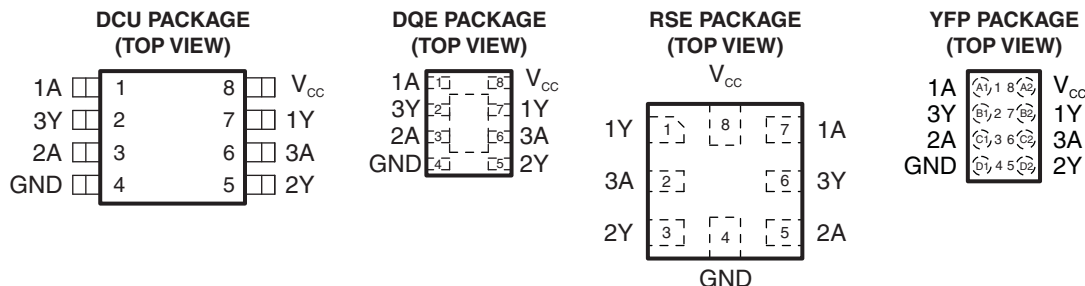 DCU PACKAGE
(TOP VIEW)
1A 1 8 VCC
3Y 2 7 1Y
2A 3 6 3A
GND 4 5 2Y
DQE PACKAGE
(TOP VIEW)
1A 1 8 VCC
3Y 2 7 1Y
2A 3 6 3A
GND 4 5 2Y
RSE PACKAGE
(TOP VIEW)
VCC
1Y 1 8 7 1A
3A 2 6 3Y
2Y 3 4 5 2A
GND
YFP PACKAGE
(TOP VIEW)
1A A1 1 8 A2 VCC
3Y B1 2 7 B2 1Y
2A C1 3 6 C2 3A
GND D1 4 5 D2 2Y